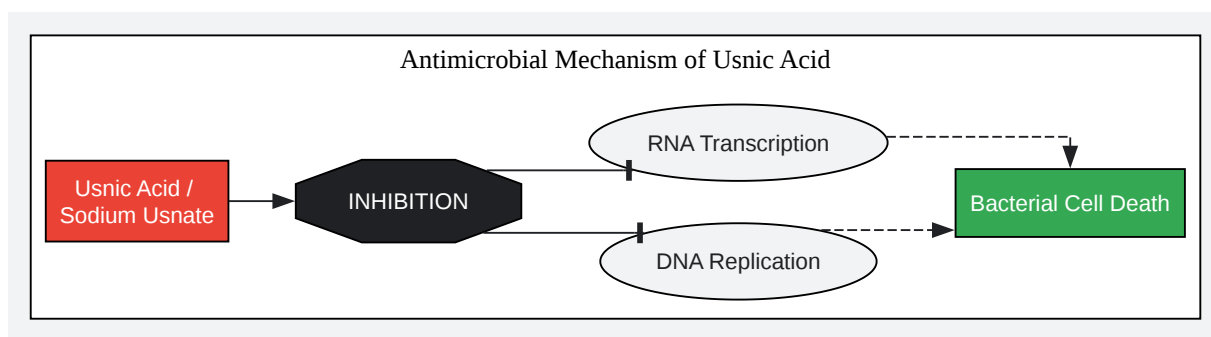 Antimicrobial Mechanism of Usnic Acid
Usnic Acid /
Sodium Usnate
INHIBITION
RNA Transcription
DNA Replication
Bacterial Cell Death